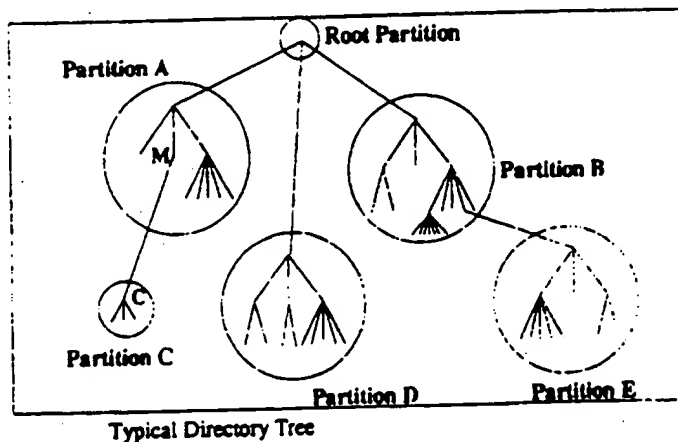 Root Partition
Partition A
M
Partition B
C
Partition C
Partition D
Partition E
Typical Directory Tree